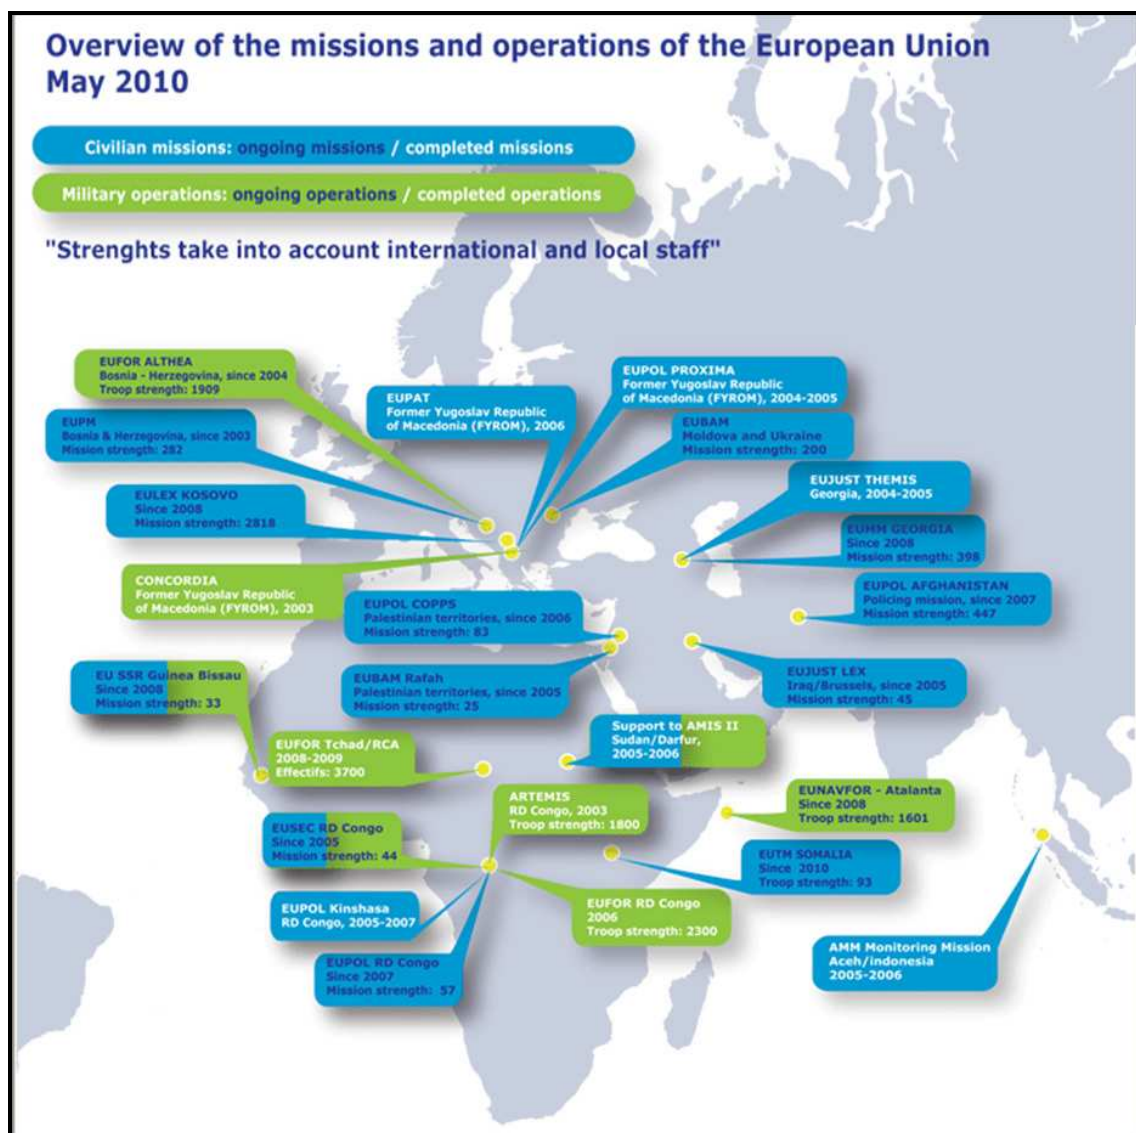 Overview of the missions and operations of the European Union
May 2010
Civilian missions: ongoing missions / completed missions
Military operations: ongoing operations / completed operations
"Strenghts take into account international and local staff"
EUFOR ALTHEA
Bosnia - Herzegovina, since 2004
Troop strength: 1909
EUPAT
Former Yugoslav Republic
of Macedonia (FYROM), 2006
EUPOL PROXIMA
Former Yugoslav Republic
of Macedonia (FYROM), 2004-2005
EUPM
Bosnia & Herzegovina, since 2003
Mission strength: 282
EUBAM
Moldova and Ukraine
Mission strength: 200
EULEX KOSOVO
Since 2008
Mission strength: 2818
EUJUST THEMIS
Georgia, 2004-2005
EUMM GEORGIA
Since 2008
Mission strength: 398
CONCORDIA
Former Yugoslav Republic
of Macedonia (FYROM), 2003
EUPOL COPPS
Palestinian territories, since 2006
Mission strength: 83
EUPOL AFGHANISTAN
Policing mission, since 2007
Mission strength: 447
EU SSR Guinea Bissau
Since 2008
Mission strength: 33
EUBAM Rafah
Palestinian territories, since 2005
Mission strength: 25
EUJUST LEX
Iraq/Brussels, since 2005
Mission strength: 45
EUFOR Tchad/RCA
2008-2009
Effectifs: 3700
Support to AMIS II
Sudan/Darfur,
2005-2006
ARTEMIS
RD Congo, 2003
Troop strength: 1800
EUNAVFOR - Atalanta
Since 2008
Troop strength: 1601
EUSEC RD Congo
Since 2005
Mission strength: 44
EUTM SOMALIA
Since 2010
Troop strength: 93
EUPOL Kinshasa
RD Congo, 2005-2007
EUFOR RD Congo
2006
Troop strength: 2300
EUPOL RD Congo
Since 2007
Mission strength: 57
AMM Monitoring Mission
Aceh/indonesia
2005-2006